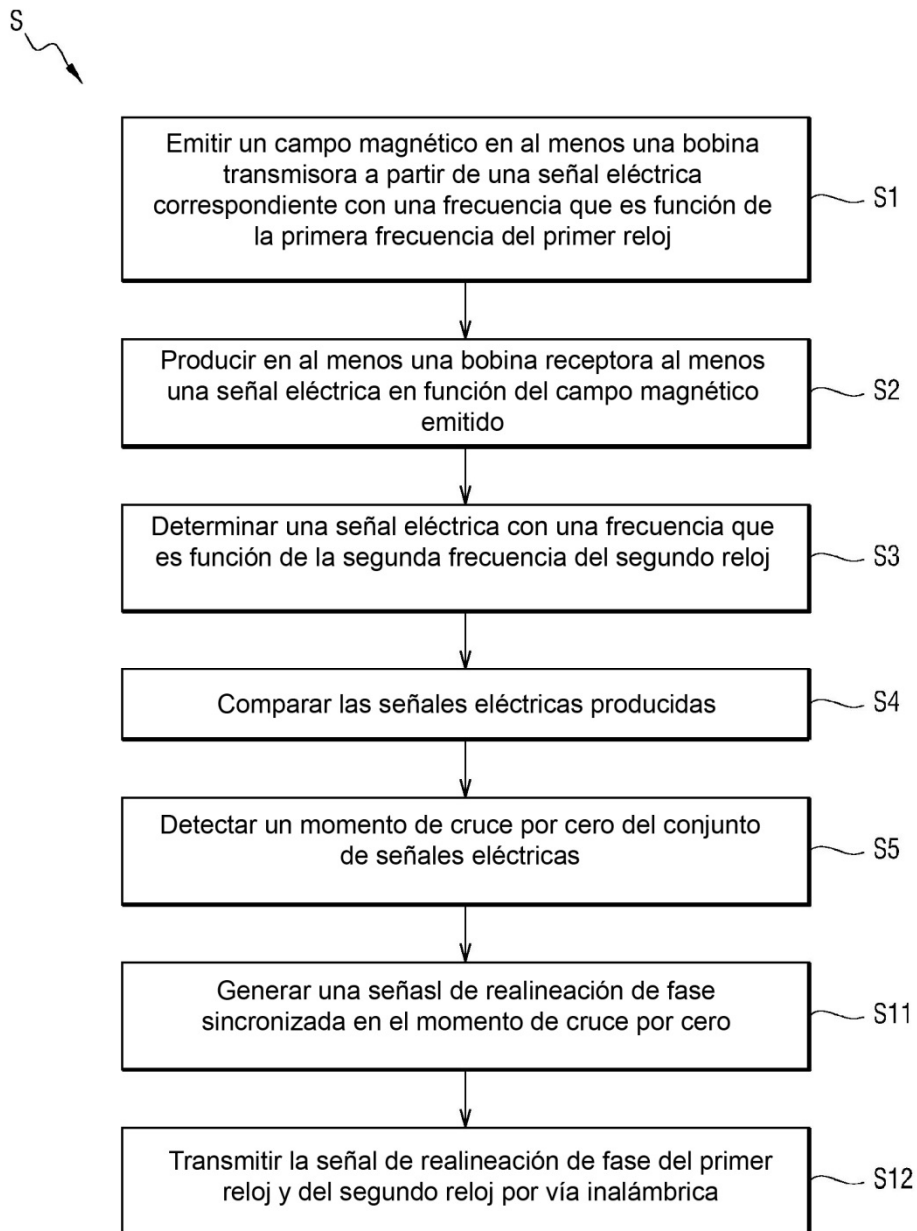 S
Emitir un campo magnético en al menos una bobina
transmisora a partir de una señal eléctrica
correspondiente con una frecuencia que es función de
la primera frecuencia del primer reloj
S1
Producir en al menos una bobina receptora al menos
una señal eléctrica en función del campo magnético
emitido
S2
Determinar una señal eléctrica con una frecuencia que
es función de la segunda frecuencia del segundo reloj
S3
Comparar las señales eléctricas producidas
S4
Detectar un momento de cruce por cero del conjunto
de señales eléctricas
S5
Generar una señasl de realineación de fase
sincronizada en el momento de cruce por cero
S11
Transmitir la señal de realineación de fase del primer
reloj y del segundo reloj por vía inalámbrica
S12